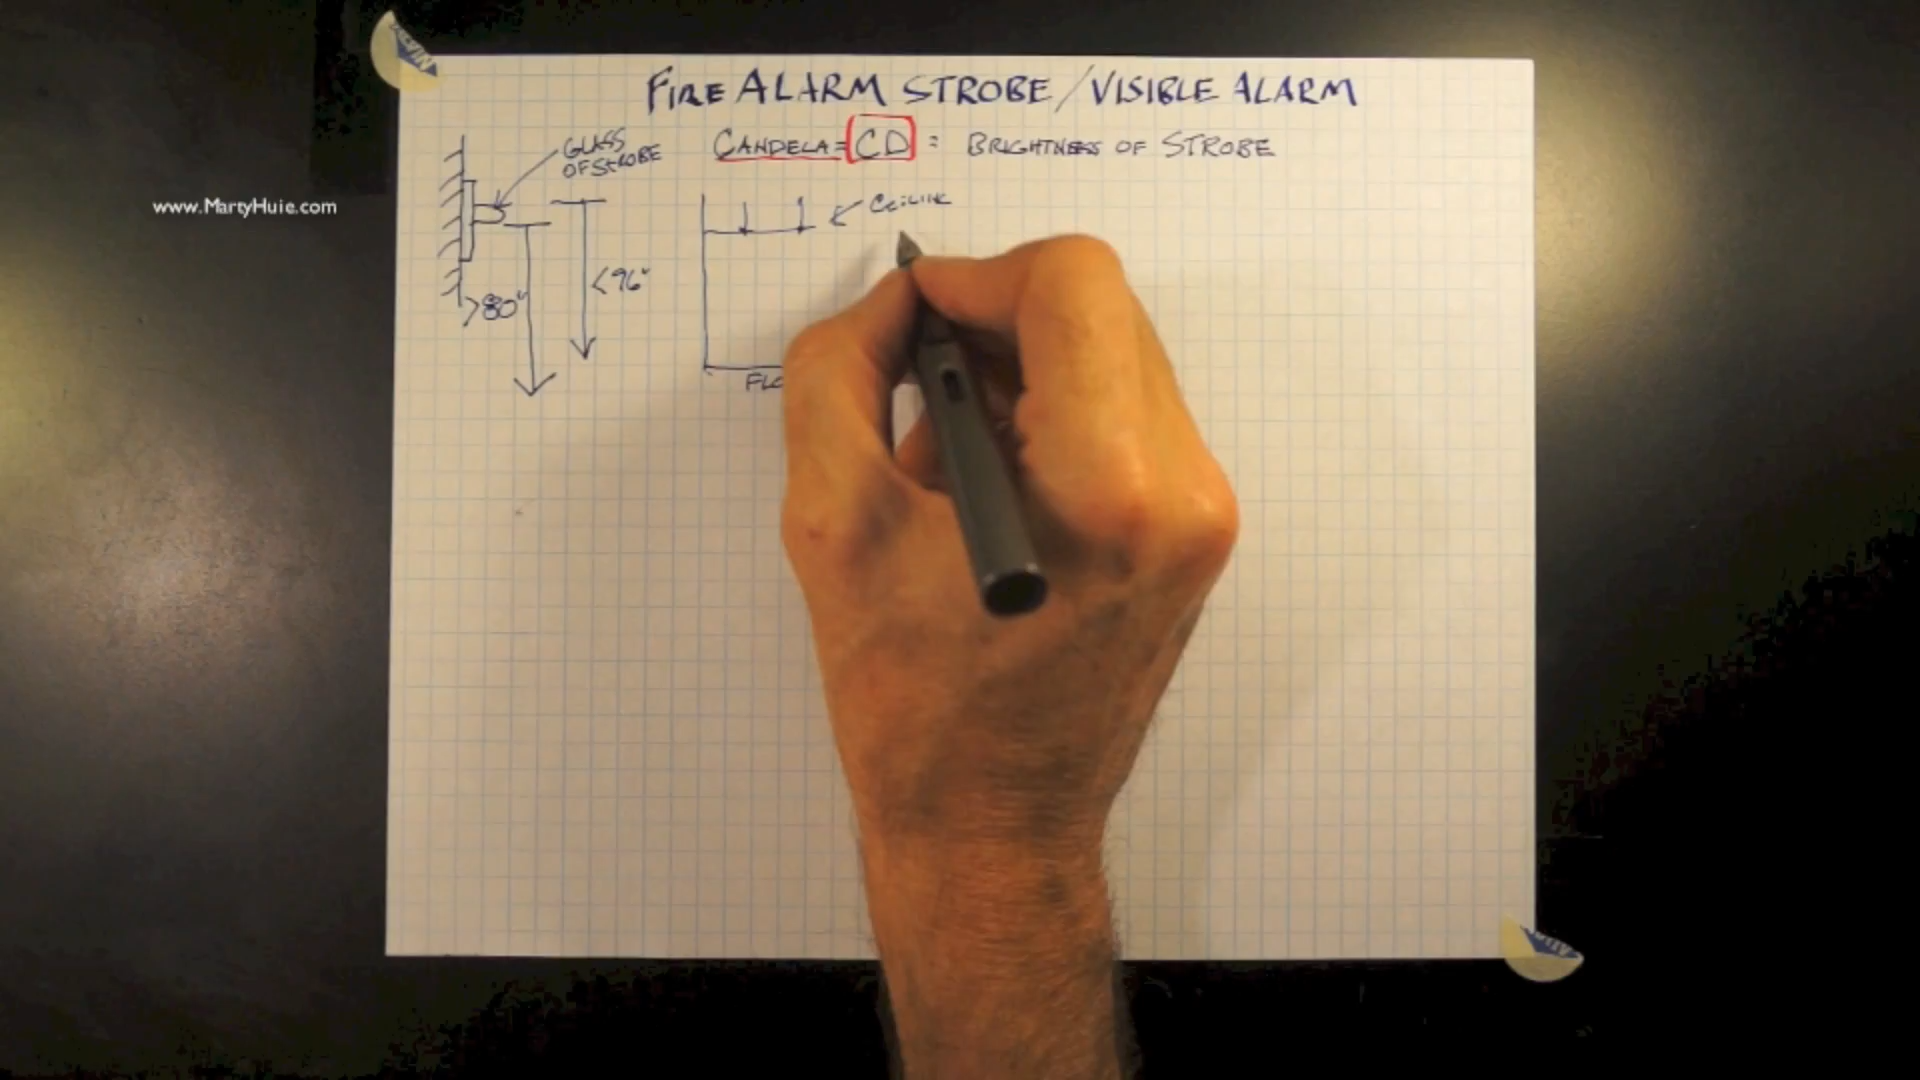 FIRE ALARM STROBE / VISIBLE ALARM
CANDELA = CD = BRIGHTNESS OF STROBE
GLASS
OF STROBE
www.MartyHuie.com
CEILING
<96"
>80"